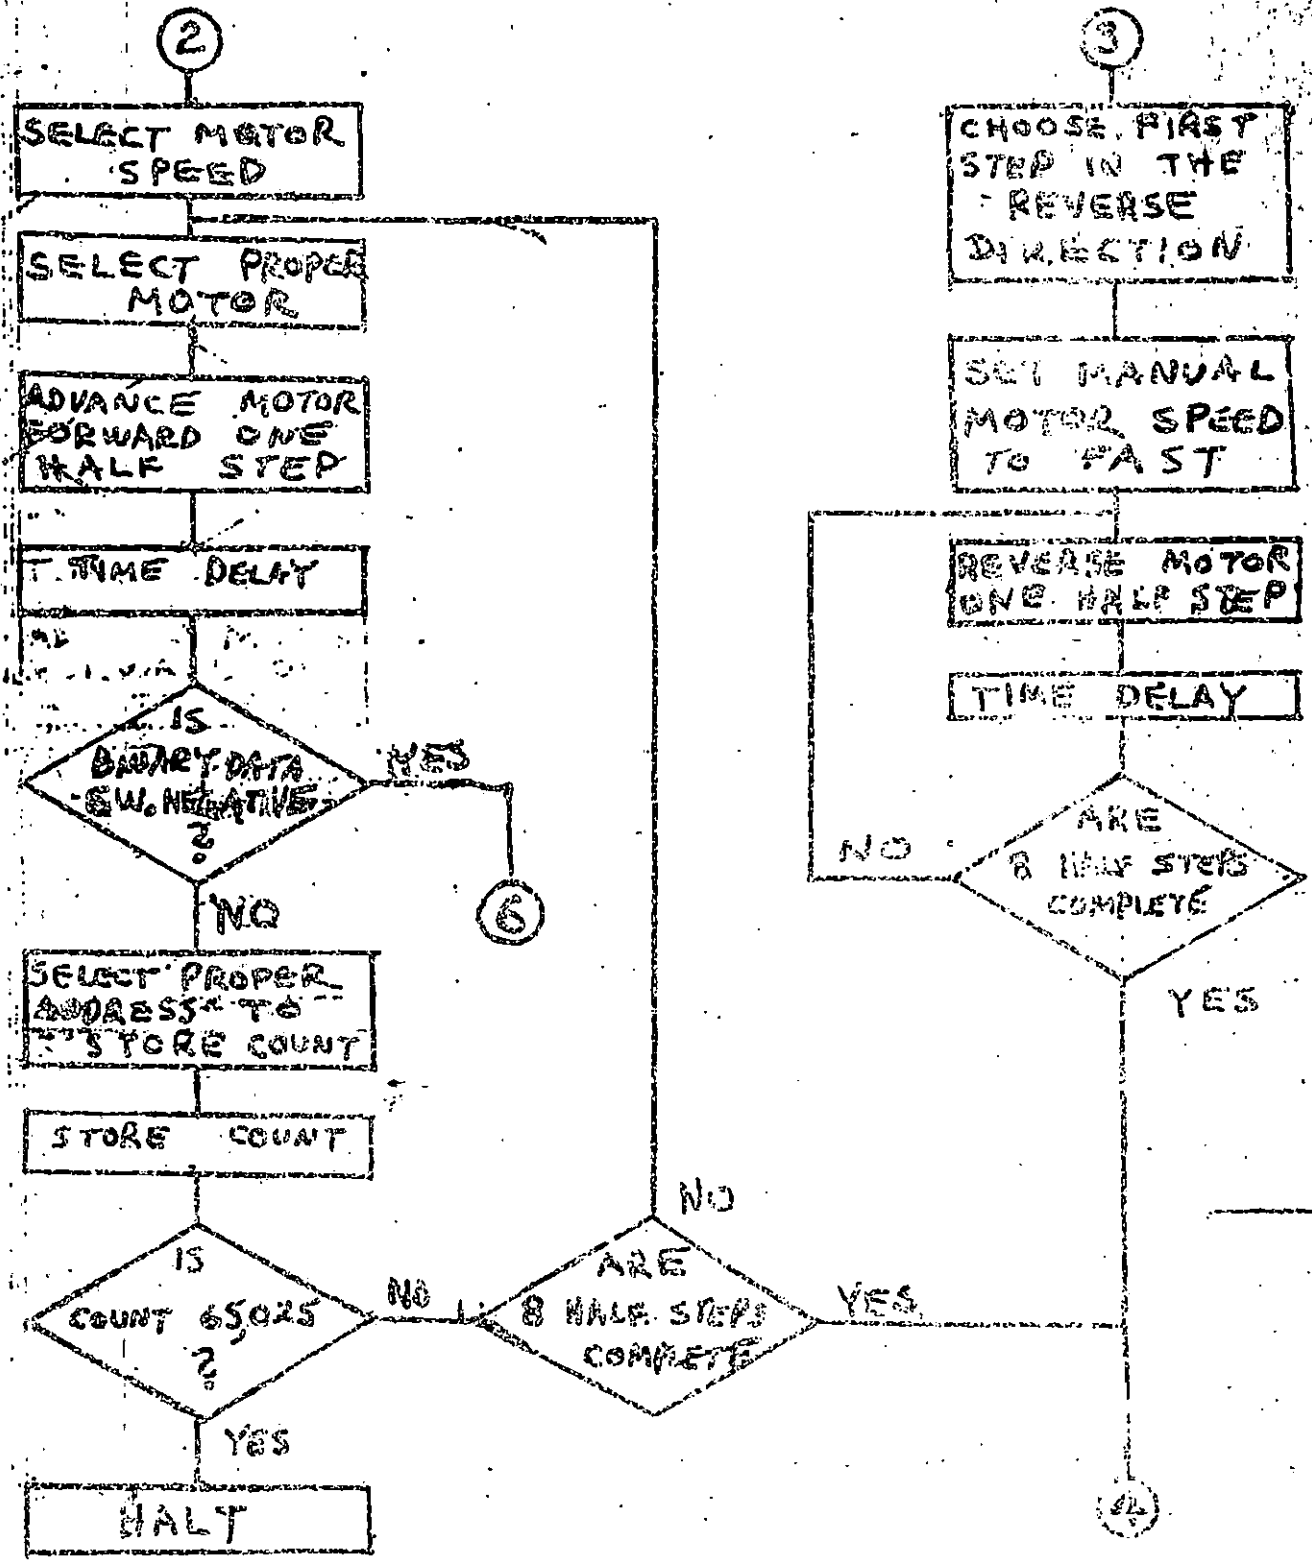 2
SELECT MOTOR
SPEED
SELECT PROPER
MOTOR
ADVANCE MOTOR
FORWARD ONE
HALF STEP
TIME DELAY
IS
BINARY DATA
SW. NEGATIVE
?
YES
6
NO
SELECT PROPER
ADDRESS TO
STORE COUNT
STORE COUNT
IS
COUNT 65,025
?
NO
YES
HALT
NO
ARE
8 HALF STEPS
COMPLETE
YES
3
CHOOSE FIRST
STEP IN THE
REVERSE
DIRECTION
SET MANUAL
MOTOR SPEED
TO FAST
REVERSE MOTOR
ONE HALF STEP
TIME DELAY
ARE
8 HALF STEPS
COMPLETE
NO
YES
4